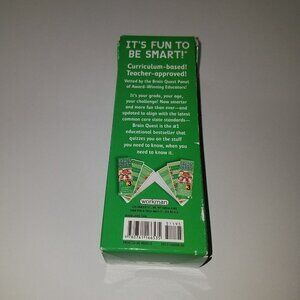 IT'S FUN TO
BE SMART!
Curriculum-based!
Teacher-approved!
Vetted by the Brain Quest Panel
of Award-Winning Educators!
It's your grade, your age,
your challenge! Now smarter
and more fun than ever—and
updated to align with the latest
common core state standards—
Brain Quest is the #1
educational bestseller that
quizzes you on the stuff
you need to know, when you
need to know it.
3
3
workman